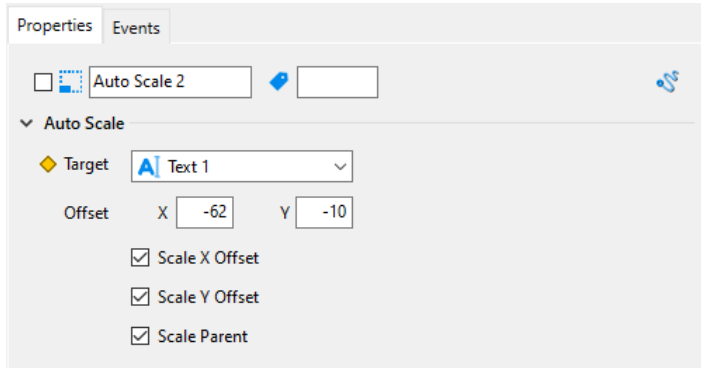 Properties Events
Auto Scale 2
Auto Scale
Target A Text 1
Offset X -62 Y -10
Scale X Offset
Scale Y Offset
Scale Parent